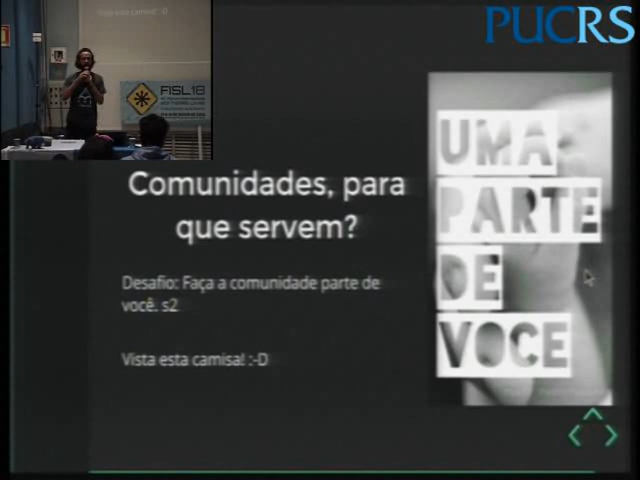 PUCRS
FISL18
Comunidades, para
que servem?
Desafio: Faça a comunidade parte de
você. s2
Vista esta camisa! :-D
UMA
PARTE
DE
VOCE